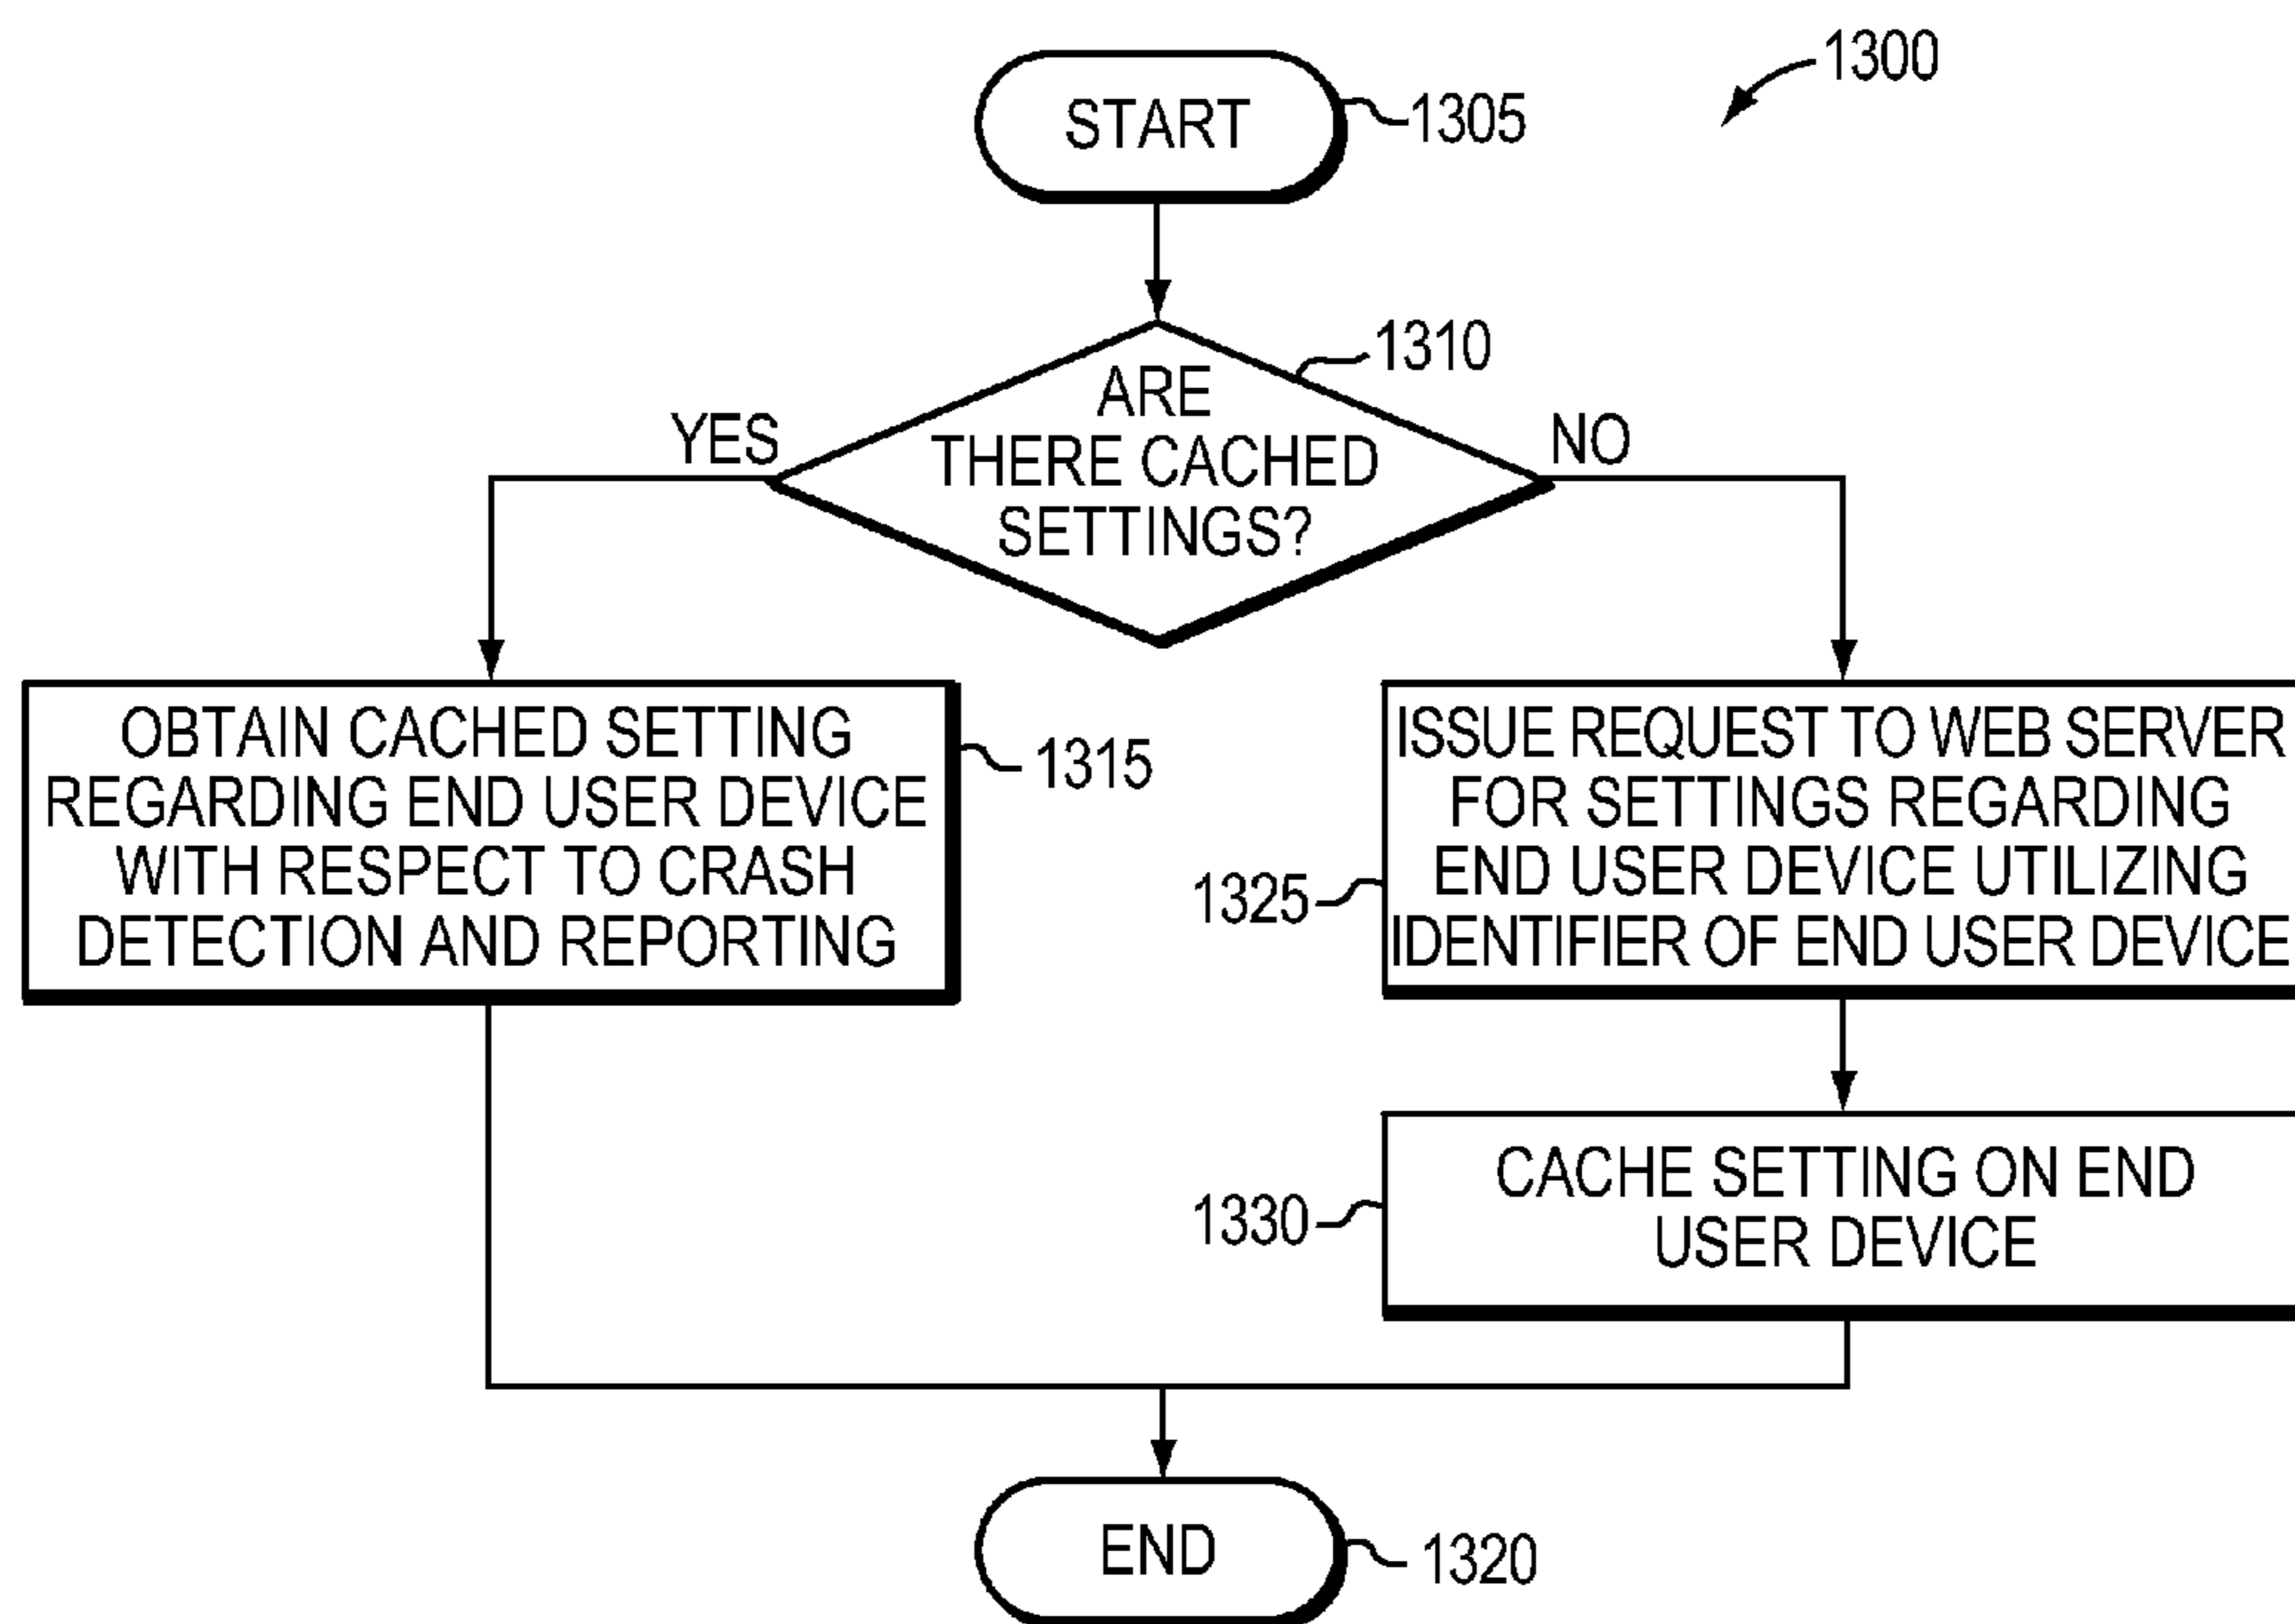 1300
START
1305
1310
ARE
THERE CACHED
SETTINGS?
YES
NO
OBTAIN CACHED SETTING
REGARDING END USER DEVICE
WITH RESPECT TO CRASH
DETECTION AND REPORTING
1315
ISSUE REQUEST TO WEB SERVER
FOR SETTINGS REGARDING
END USER DEVICE UTILIZING
IDENTIFIER OF END USER DEVICE
1325
CACHE SETTING ON END
USER DEVICE
1330
END
1320